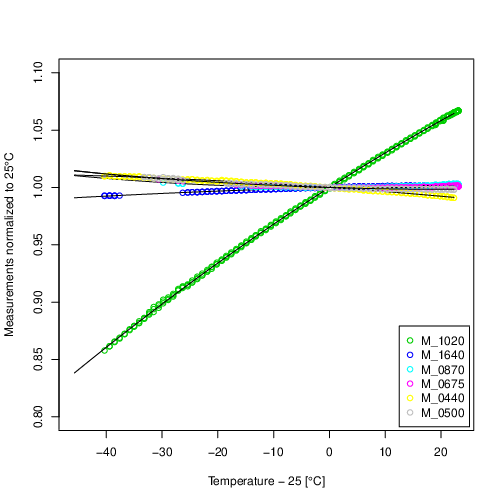 1.10
1.05
1.00
0.95
0.90
0.85
0.80
Measurements normalized to 25°C
M_1020
M_1640
M_0870
M_0675
M_0440
M_0500
−40 −30 −20 −10 0 10 20
Temperature − 25 [°C]